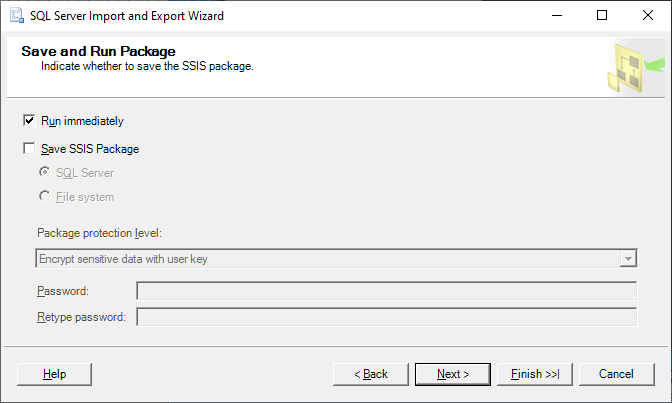 SQL Server Import and Export Wizard
Save and Run Package
Indicate whether to save the SSIS package.
Run immediately
Save SSIS Package
SQL Server
File system
Package protection level:
Encrypt sensitive data with user key
Password:
Retype password:
Help
< Back
Next >
Finish >>|
Cancel